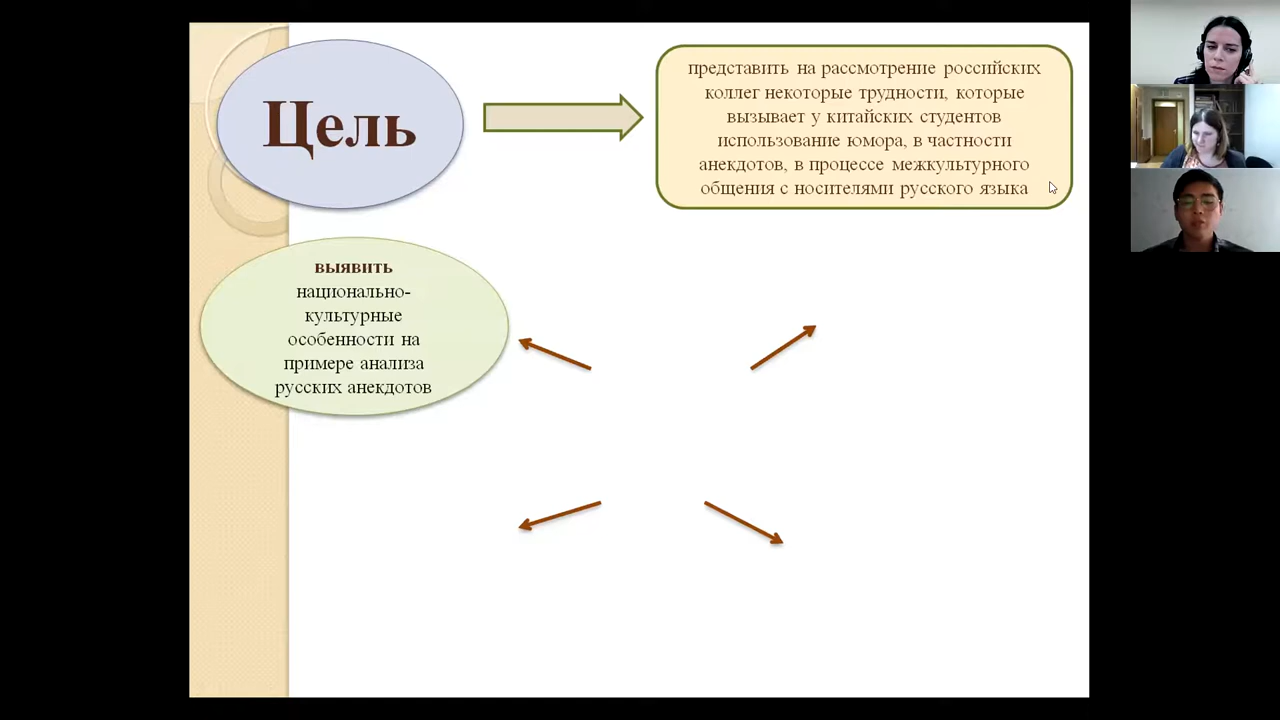 Цель
представить на рассмотрение российских
коллег некоторые трудности, которые
вызывает у китайских студентов
использование юмора, в частности
анекдотов, в процессе межкультурного
общения с носителями русского языка
выявить
национально-
культурные
особенности на
примере анализа
русских анекдотов